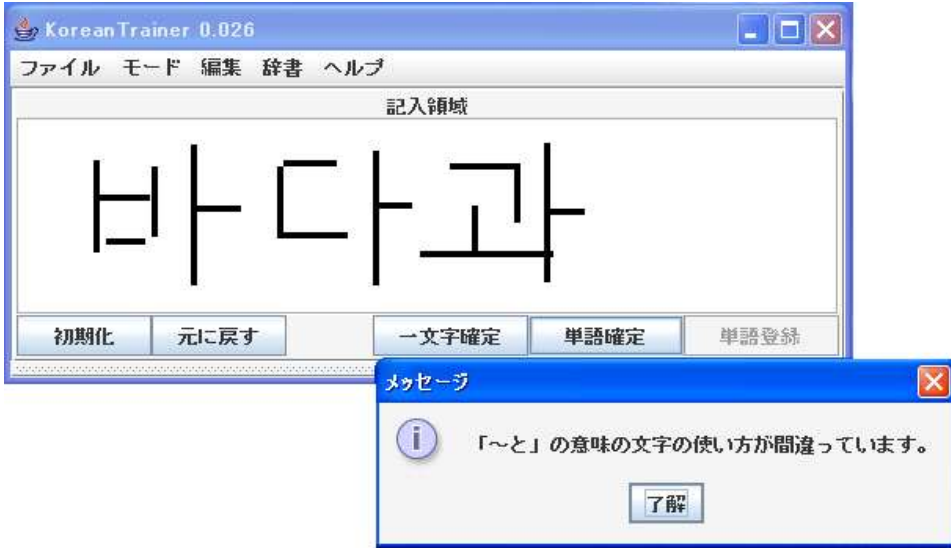 KoreanTrainer 0.026
ファイル モード 編集 辞書 ヘルプ
記入領域
바다과
初期化 元に戻す 一文字確定 単語確定 単語登録
メッセージ
「～と」の意味の文字の使い方が間違っています。
了解